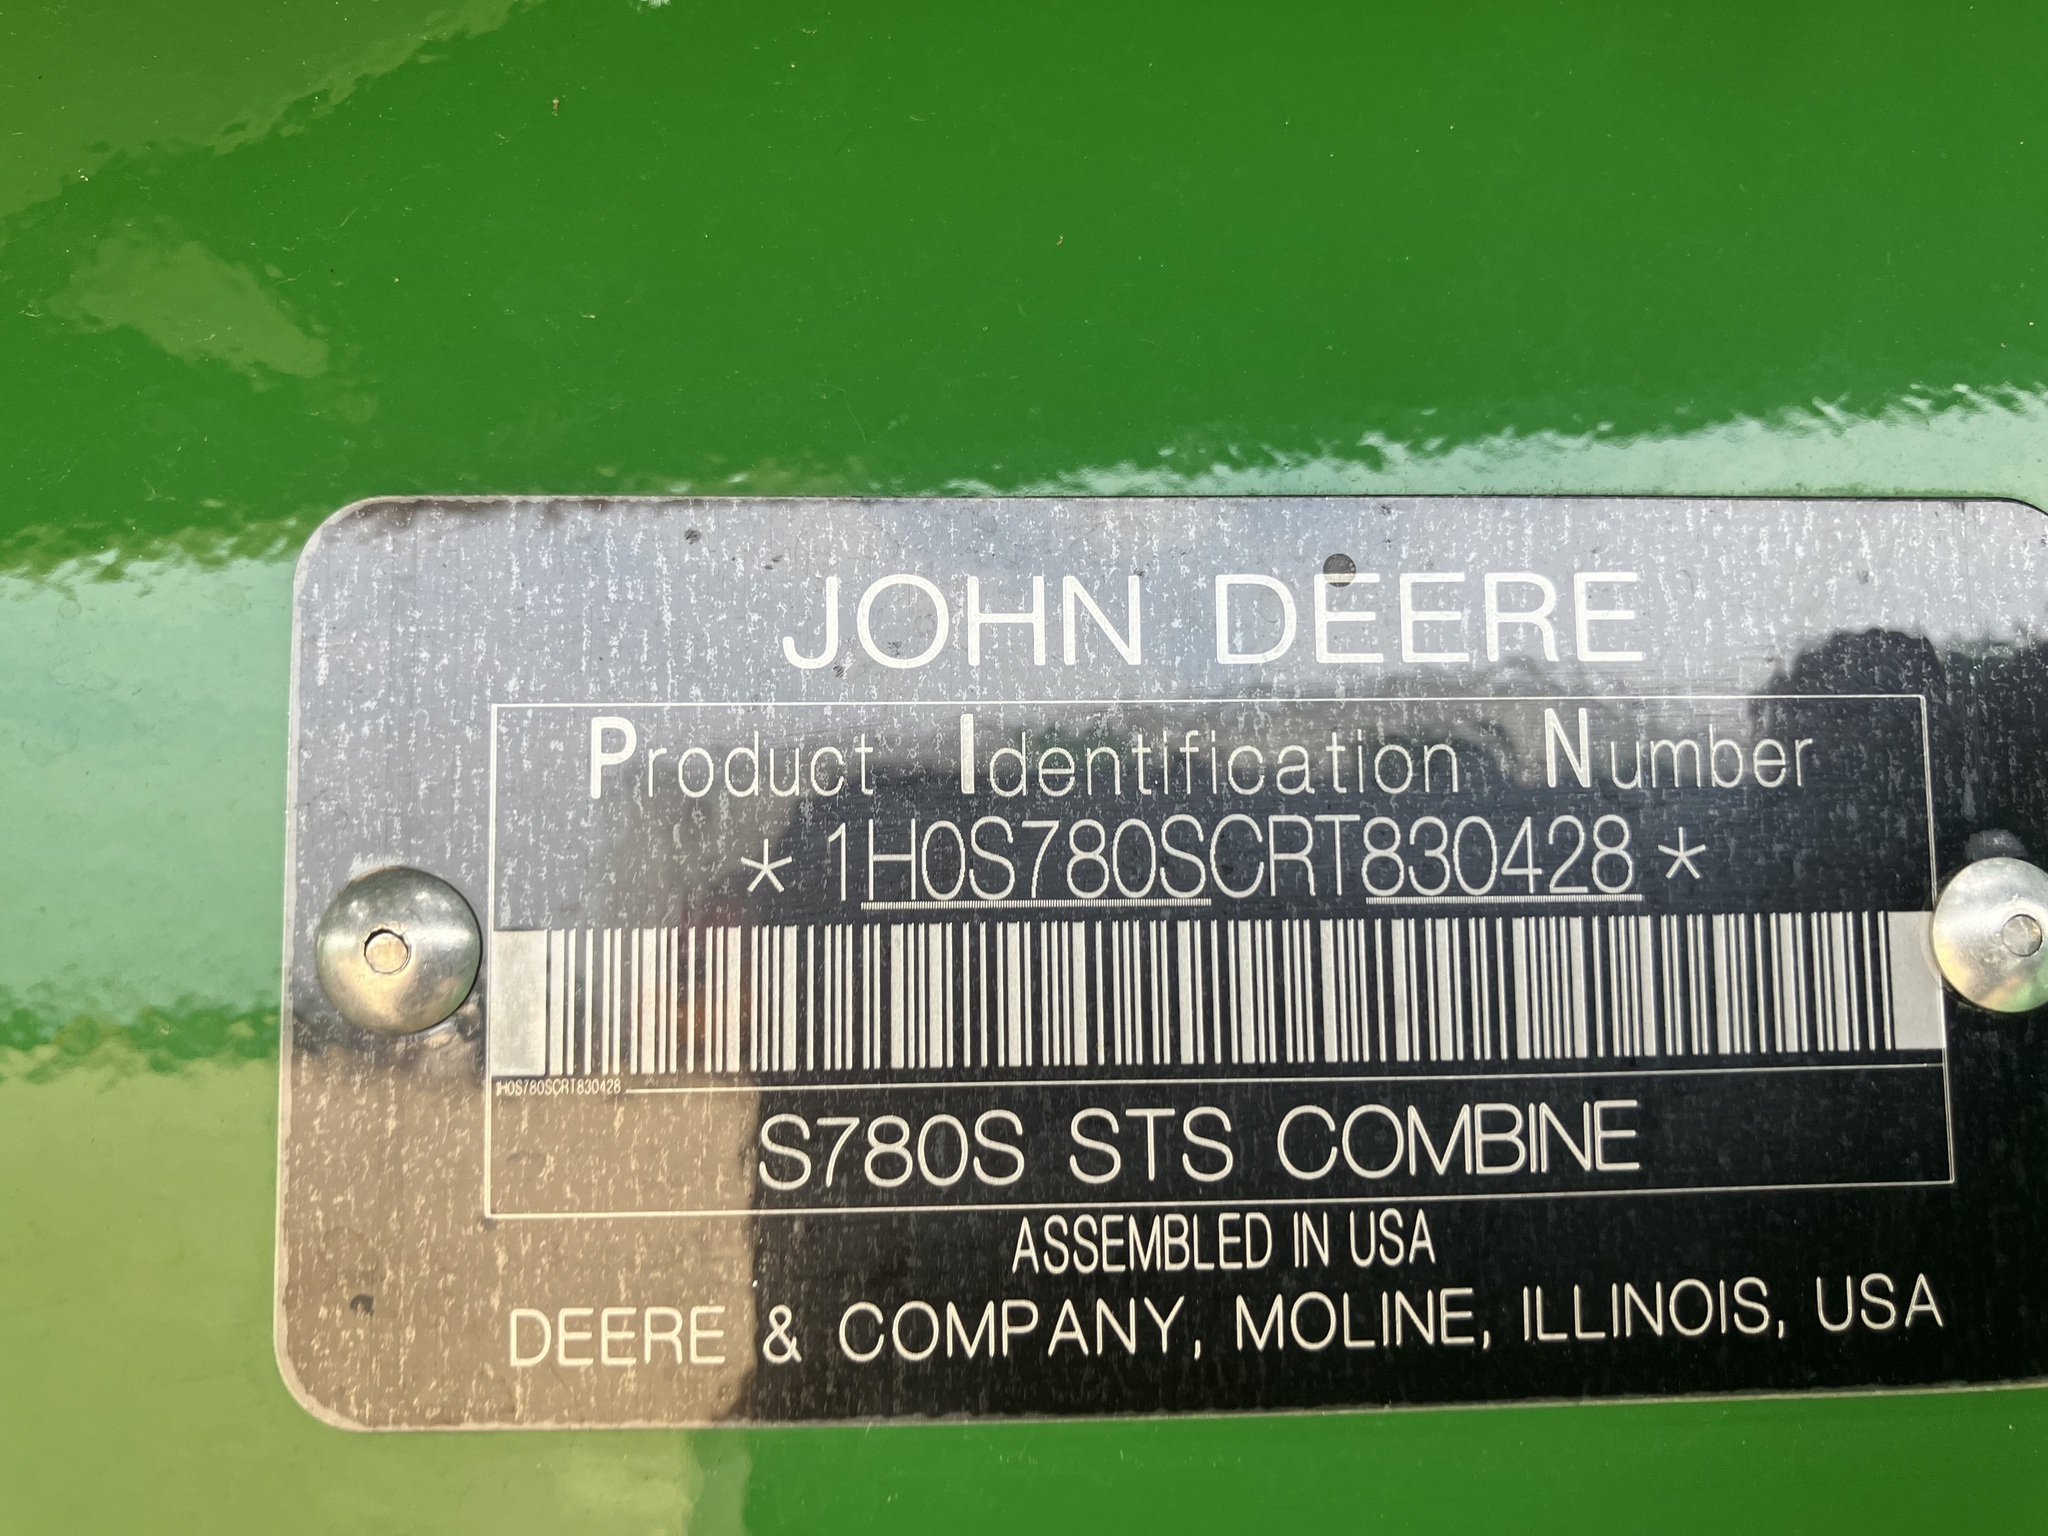 JOHN DEERE
Product Identification Number
*1H0S780SCRT830428*
1H0S780SCRT830428
S780S STS COMBINE
ASSEMBLED IN USA
DEERE & COMPANY, MOLINE, ILLINOIS, USA